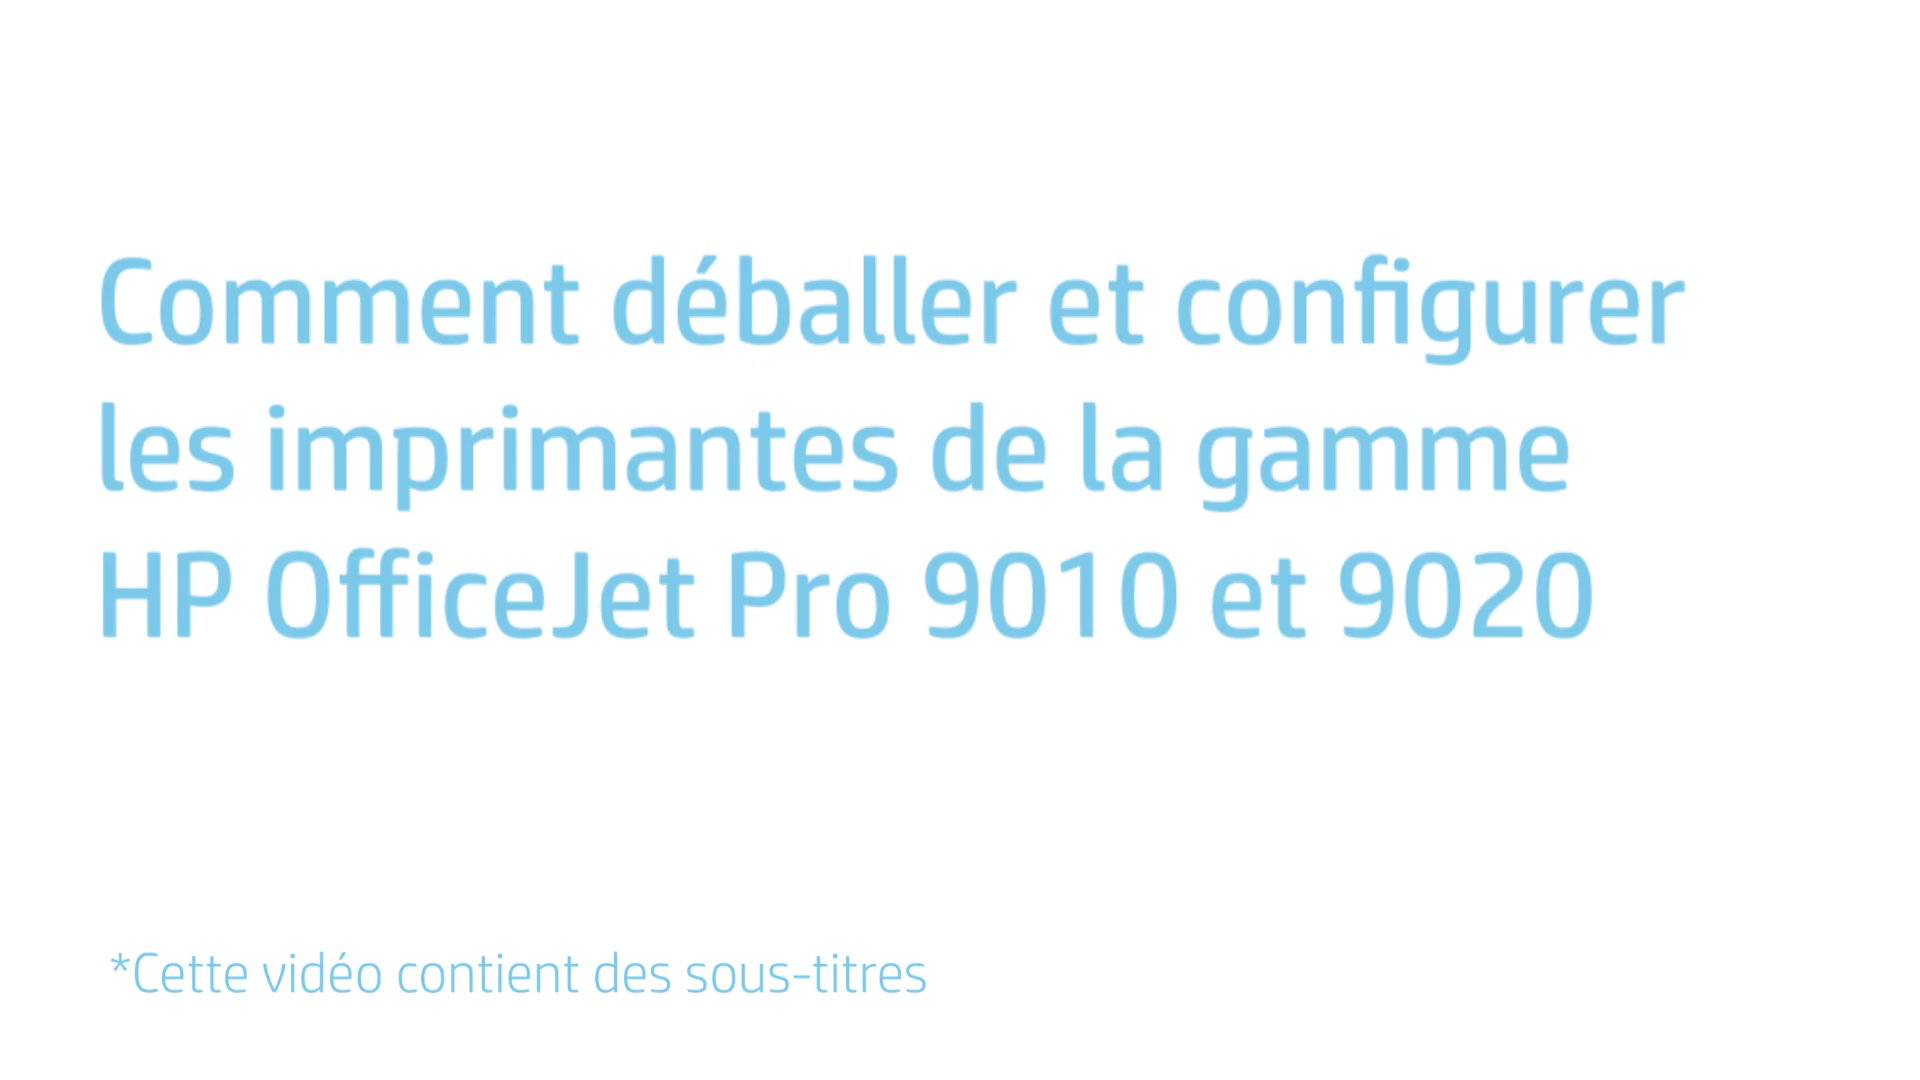 Comment déballer et configurer
les imprimantes de la gamme
HP OfficeJet Pro 9010 et 9020
*Cette vidéo contient des sous-titres